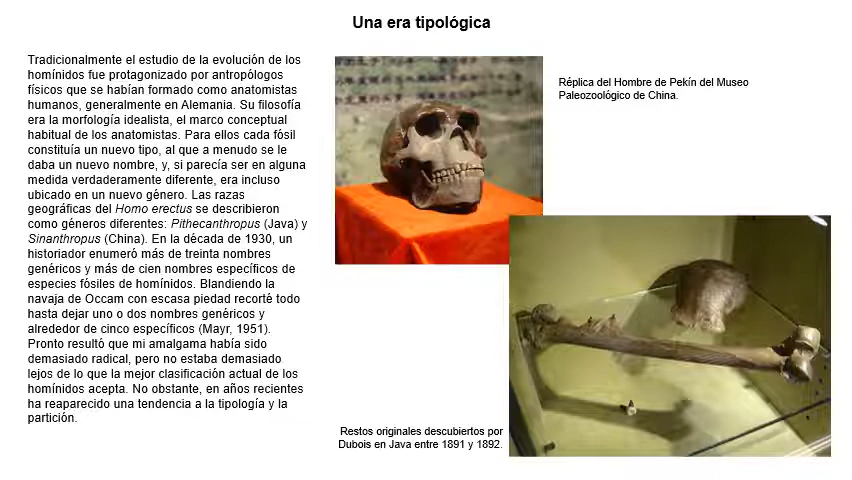 Una era tipológica
Tradicionalmente el estudio de la evolución de los
homínidos fue protagonizado por antropólogos
físicos que se habían formado como anatomistas
humanos, generalmente en Alemania. Su filosofía
era la morfología idealista, el marco conceptual
habitual de los anatomistas. Para ellos cada fósil
constituía un nuevo tipo, al que a menudo se le
daba un nuevo nombre, y, si parecía ser en alguna
medida verdaderamente diferente, era incluso
ubicado en un nuevo género. Las razas
geográficas del Homo erectus se describieron
como géneros diferentes: Pithecanthropus (Java) y
Sinanthropus (China). En la década de 1930, un
historiador enumeró más de treinta nombres
genéricos y más de cien nombres específicos de
especies fósiles de homínidos. Blandiendo la
navaja de Occam con escasa piedad recorté todo
hasta dejar uno o dos nombres genéricos y
alrededor de cinco específicos (Mayr, 1951).
Pronto resultó que mi amalgama había sido
demasiado radical, pero no estaba demasiado
lejos de lo que la mejor clasificación actual de los
homínidos acepta. No obstante, en años recientes
ha reaparecido una tendencia a la tipología y la
partición.
Réplica del Hombre de Pekín del Museo
Paleozoológico de China.
Restos originales descubiertos por
Dubois en Java entre 1891 y 1892.